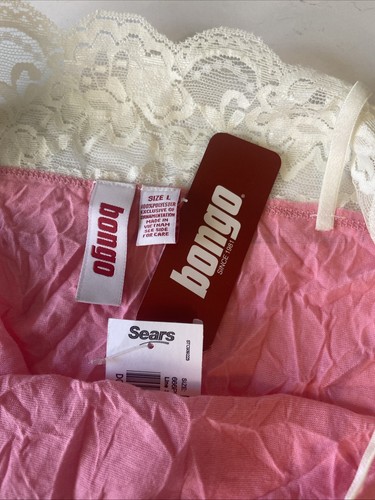 bongo
SIZE L
100%POLYESTER
EXCLUSIVE OF
ORNAMENTATION
MADE IN
VIETNAM
SEE SIDE
FOR CARE
bongo
SINCE 1981
Sears